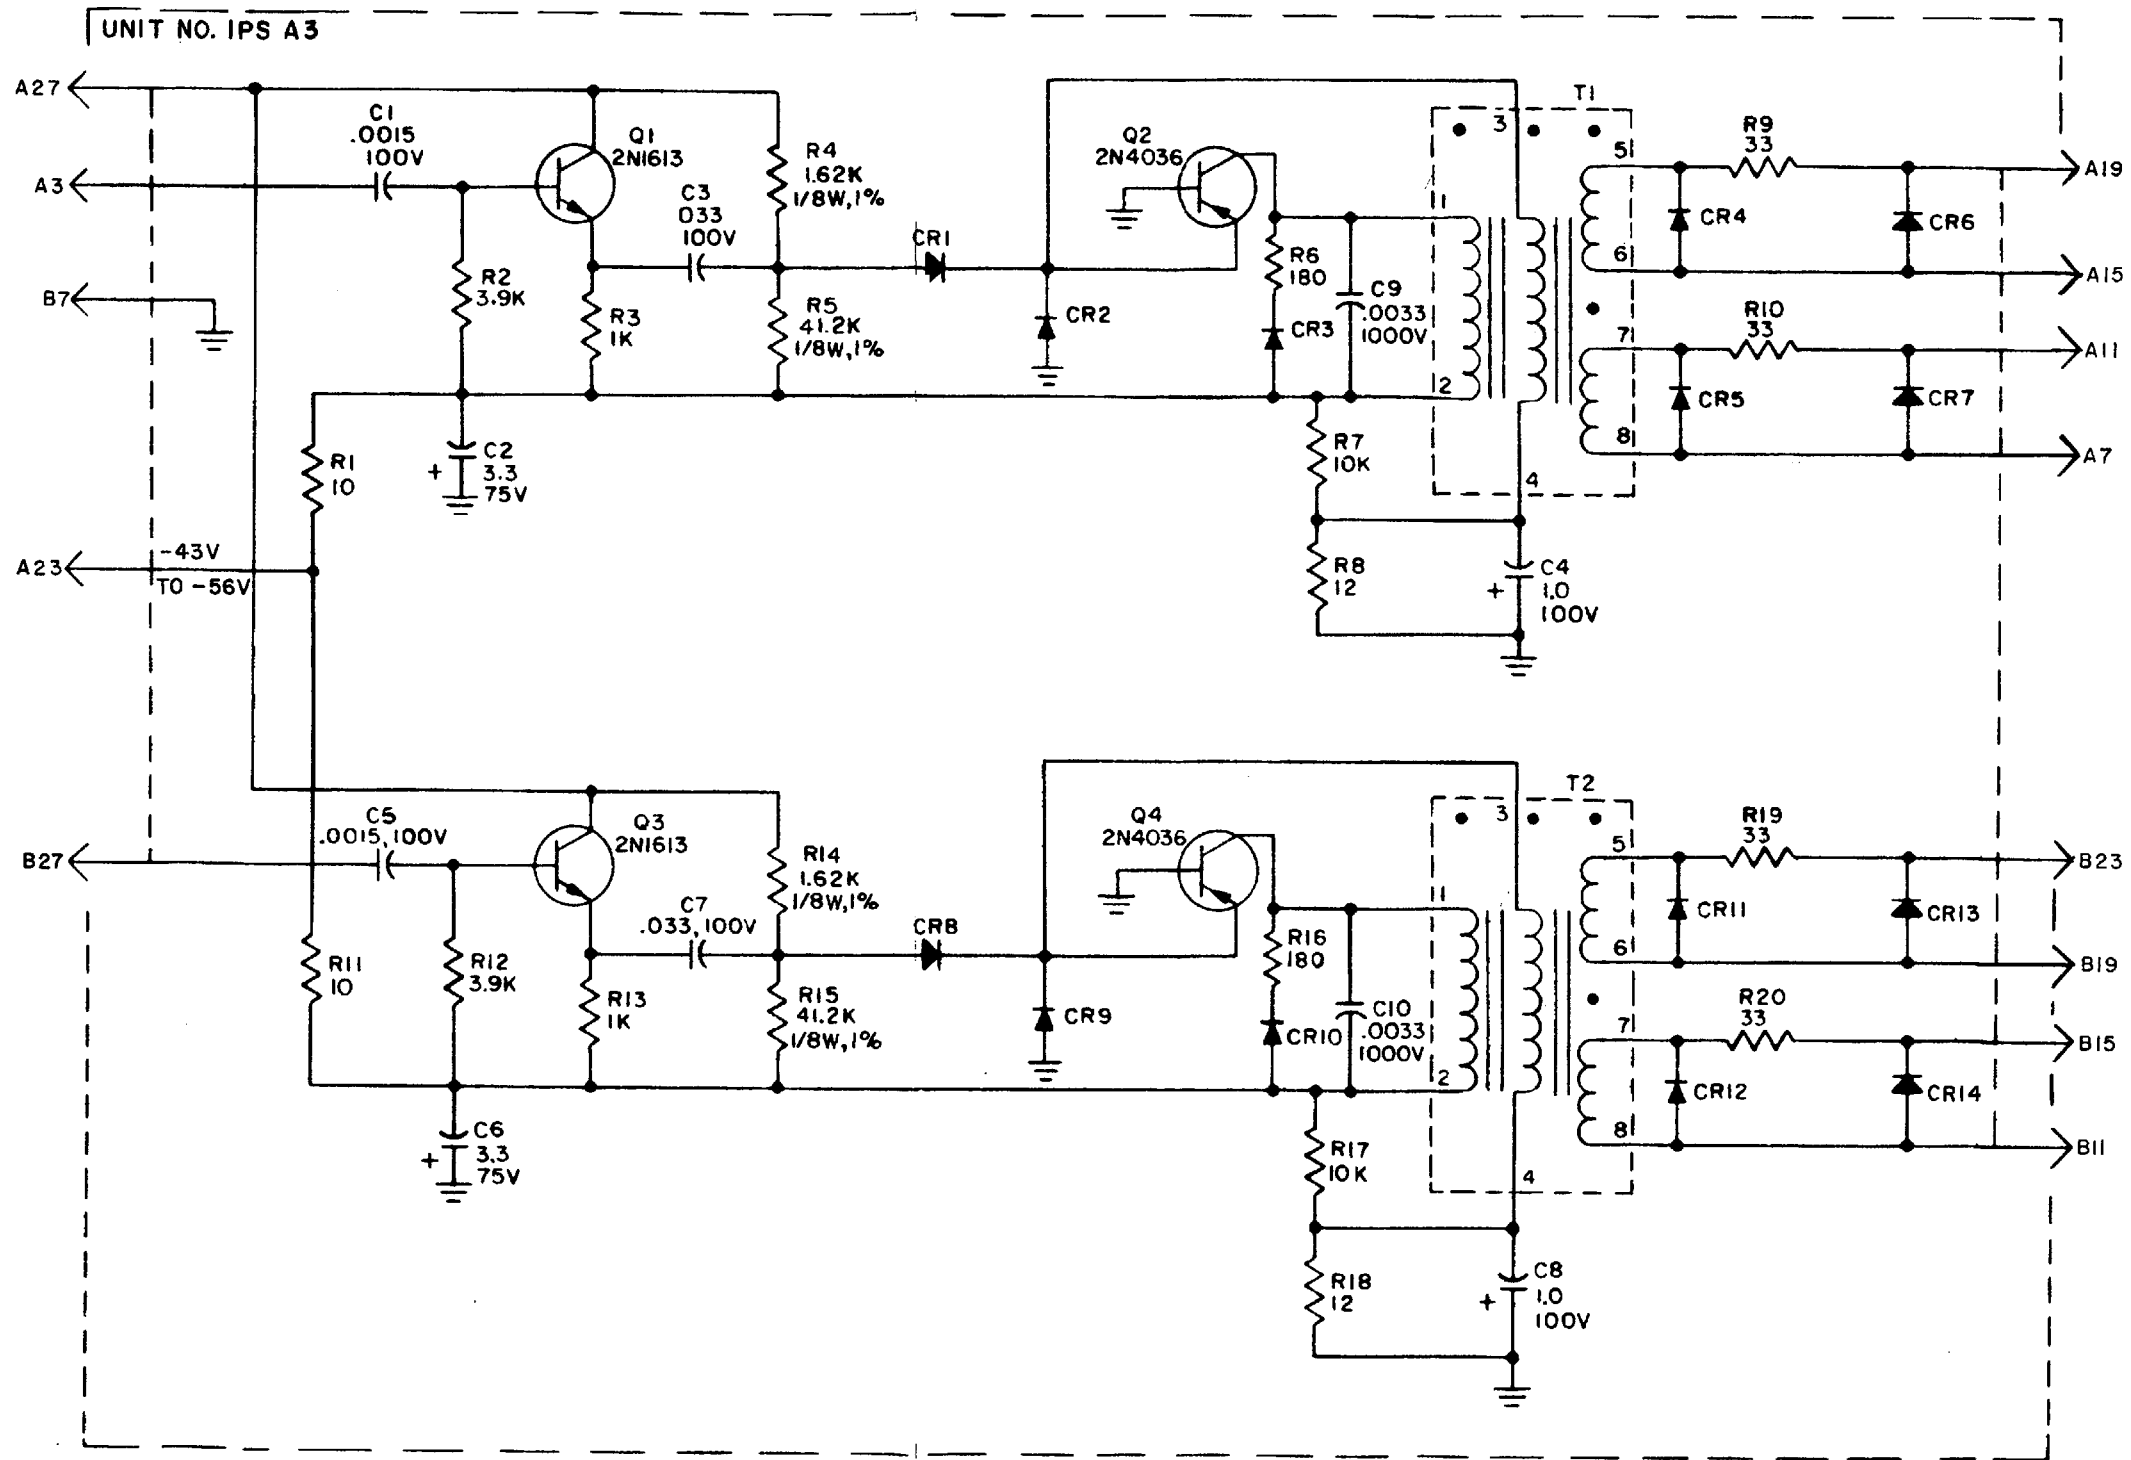 UNIT NO. 1PS A3
A27
C1
.0015
100V
Q1
2N1613
R4
1.62K
1/8W,1%
A3
C3
033
100V
R2
3.9K
R3
1K
R5
41.2K
1/8W,1%
CR1
CR2
B7
Q2
2N4036
R6
180
CR3
C9
.0033
1000V
T1
3
1
2
4
5
6
7
8
R9
33
CR4
CR6
R10
33
CR5
CR7
A19
A15
A11
A7
R1
10
C2
+
3.3
75V
R7
10K
R8
12
C4
+
1.0
100V
A23
-43V
TO -56V
B27
C5
.0015,100V
Q3
2N1613
R14
1.62K
1/8W,1%
C7
.033,100V
R11
10
R12
3.9K
R13
1K
R15
41.2K
1/8W,1%
CR8
CR9
Q4
2N4036
R16
180
CR10
C10
.0033
1000V
T2
3
1
2
4
5
6
7
8
R19
33
CR11
CR13
R20
33
CR12
CR14
B23
B19
B15
B11
C6
+
3.3
75V
R17
10K
R18
12
C8
+
1.0
100V